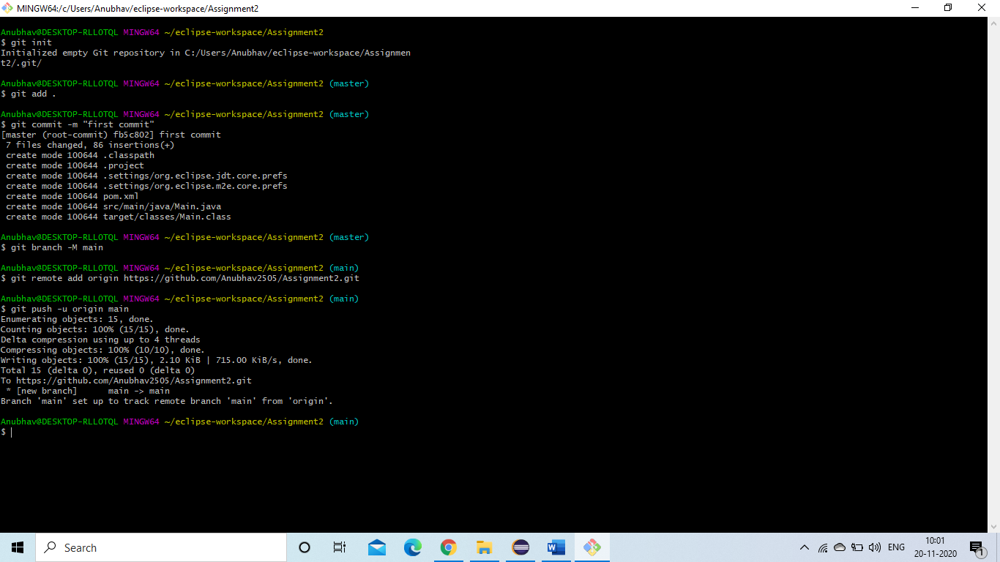 MINGW64:/c/Users/Anubhav/eclipse-workspace/Assignment2
Anubhav@DESKTOP-RLLOTQL MINGW64 ~/eclipse-workspace/Assignment2
$ git init
Initialized empty Git repository in C:/Users/Anubhav/eclipse-workspace/Assignmen
t2/.git/
Anubhav@DESKTOP-RLLOTQL MINGW64 ~/eclipse-workspace/Assignment2 (master)
$ git add .
Anubhav@DESKTOP-RLLOTQL MINGW64 ~/eclipse-workspace/Assignment2 (master)
$ git commit -m "first commit"
[master (root-commit) fb5c802] first commit
 7 files changed, 86 insertions(+)
 create mode 100644 .classpath
 create mode 100644 .project
 create mode 100644 .settings/org.eclipse.jdt.core.prefs
 create mode 100644 .settings/org.eclipse.m2e.core.prefs
 create mode 100644 pom.xml
 create mode 100644 src/main/java/Main.java
 create mode 100644 target/classes/Main.class
Anubhav@DESKTOP-RLLOTQL MINGW64 ~/eclipse-workspace/Assignment2 (master)
$ git branch -M main
Anubhav@DESKTOP-RLLOTQL MINGW64 ~/eclipse-workspace/Assignment2 (main)
$ git remote add origin https://github.com/Anubhav2505/Assignment2.git
Anubhav@DESKTOP-RLLOTQL MINGW64 ~/eclipse-workspace/Assignment2 (main)
$ git push -u origin main
Enumerating objects: 15, done.
Counting objects: 100% (15/15), done.
Delta compression using up to 4 threads
Compressing objects: 100% (10/10), done.
Writing objects: 100% (15/15), 2.10 KiB | 715.00 KiB/s, done.
Total 15 (delta 0), reused 0 (delta 0)
To https://github.com/Anubhav2505/Assignment2.git
 * [new branch]      main -> main
Branch 'main' set up to track remote branch 'main' from 'origin'.
Anubhav@DESKTOP-RLLOTQL MINGW64 ~/eclipse-workspace/Assignment2 (main)
$
Search
W
ENG
10:01
20-11-2020
1